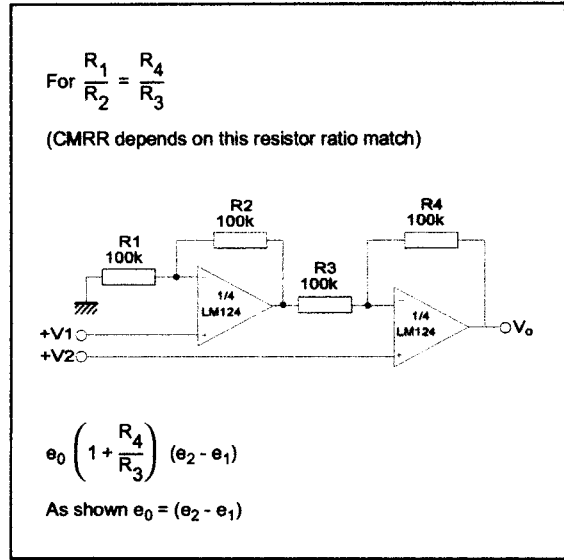 For R1/R2 = R4/R3
(CMRR depends on this resistor ratio match)
R2
100k
R4
100k
R1
100k
R3
100k
1/4
LM124
1/4
LM124
+V1
+V2
Vo
e0 (1 + R4/R3) (e2 - e1)
As shown e0 = (e2 - e1)